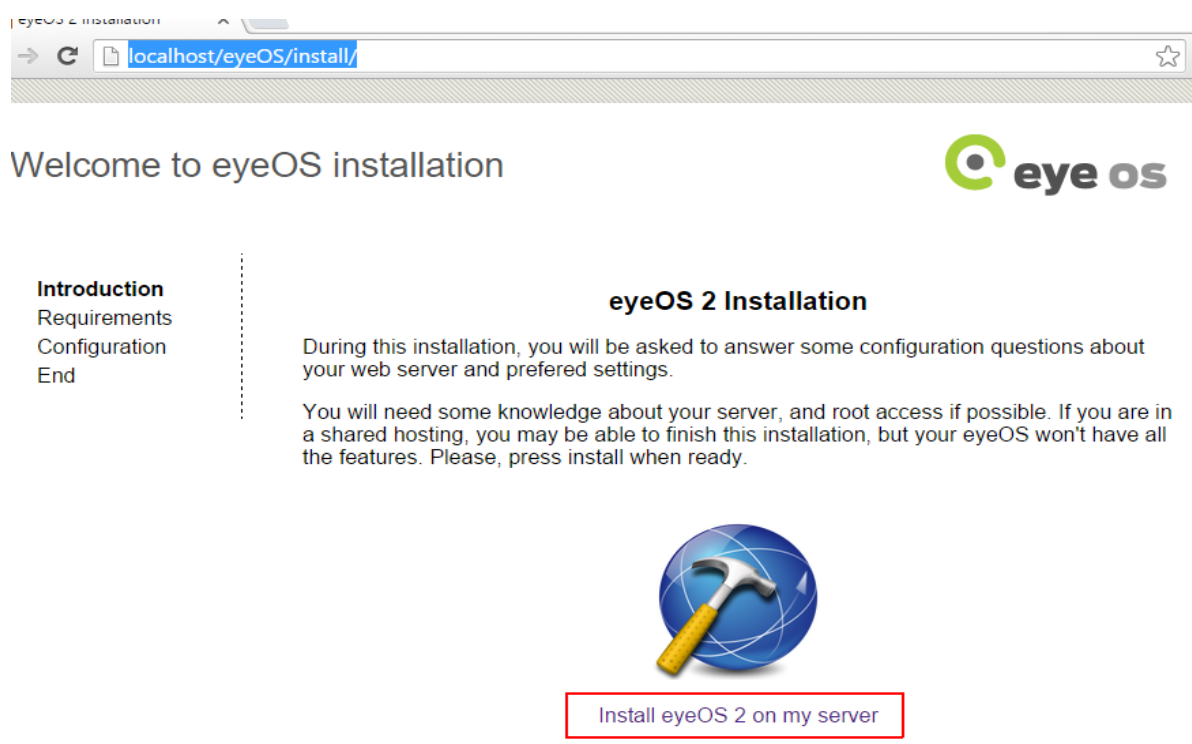 eyeOS 2 Installation
localhost/eyeOS/install/
Welcome to eyeOS installation
eye os
Introduction
Requirements
Configuration
End
eyeOS 2 Installation
During this installation, you will be asked to answer some configuration questions about
your web server and prefered settings.
You will need some knowledge about your server, and root access if possible. If you are in
a shared hosting, you may be able to finish this installation, but your eyeOS won't have all
the features. Please, press install when ready.
Install eyeOS 2 on my server